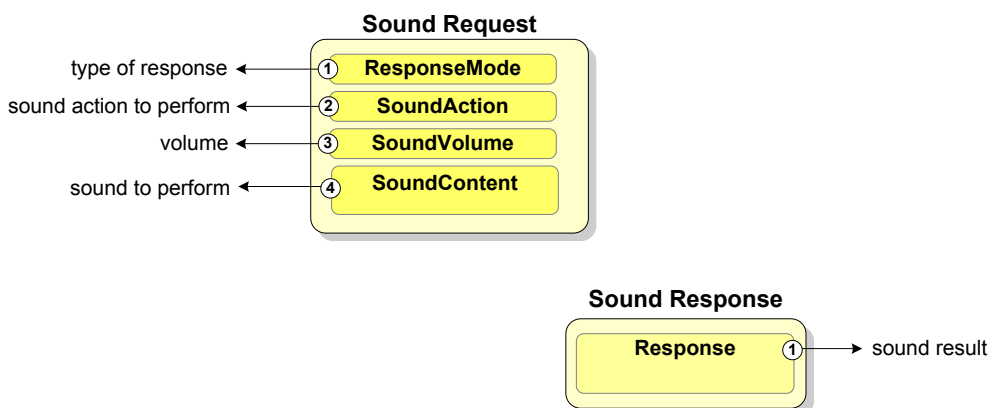 Sound Request
type of response
1
ResponseMode
sound action to perform
2
SoundAction
volume
3
SoundVolume
sound to perform
4
SoundContent
Sound Response
Response
1
sound result